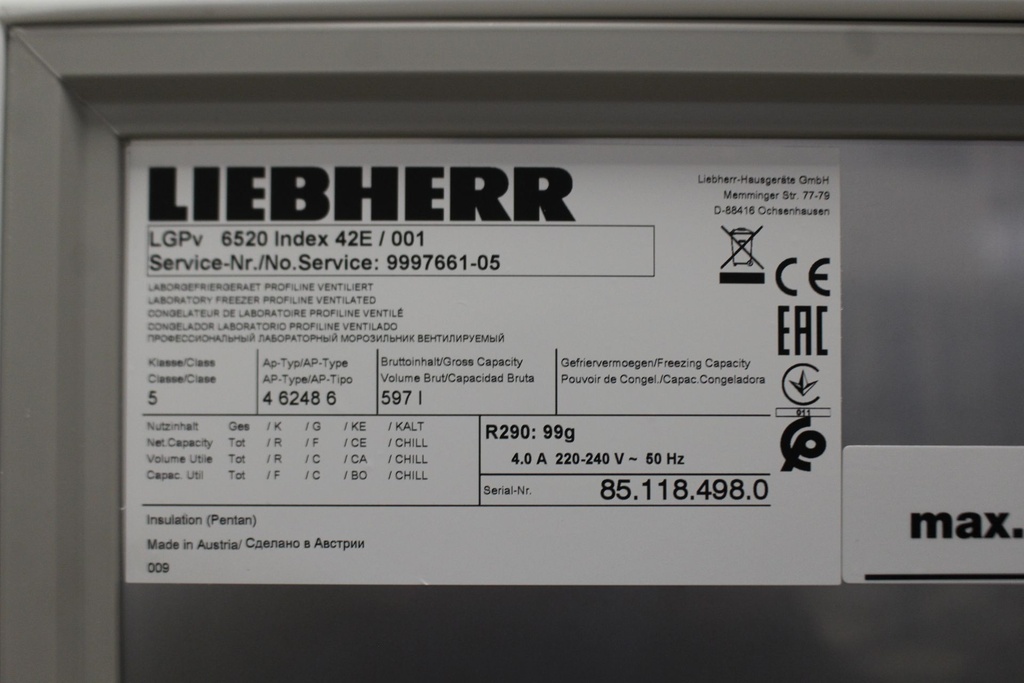 LIEBHERR
Liebherr-Hausgeräte GmbH
Memminger Str. 77-79
D-88416 Ochsenhausen
LGPv 6520 Index 42E / 001
Service-Nr./No.Service: 9997661-05
LABORGEFRIERGERAET PROFILINE VENTILIERT
LABORATORY FREEZER PROFILINE VENTILATED
CONGELATEUR DE LABORATOIRE PROFILINE VENTILÉ
CONGELADOR LABORATORIO PROFILINE VENTILADO
ПРОФЕССИОНАЛЬНЫЙ ЛАБОРАТОРНЫЙ МОРОЗИЛЬНИК ВЕНТИЛИРУЕМЫЙ
CE
EAC
011
Klasse/Class
Classe/Clase
5
Ap-Typ/AP-Type
AP-Type/AP-Tipo
4 6248 6
Bruttoinhalt/Gross Capacity
Volume Brut/Capacidad Bruta
597 l
Gefriervermoegen/Freezing Capacity
Pouvoir de Congel./Capac.Congeladora
Nutzinhalt Ges / K / G / KE / KALT
Net.Capacity Tot / R / F / CE / CHILL
Volume Utile Tot / R / C / CA / CHILL
Capac. Util Tot / F / C / BO / CHILL
R290: 99g
4.0 A 220-240 V ~ 50 Hz
Serial-Nr. 85.118.498.0
Insulation (Pentan)
Made in Austria/ Сделано в Австрии
009
max.